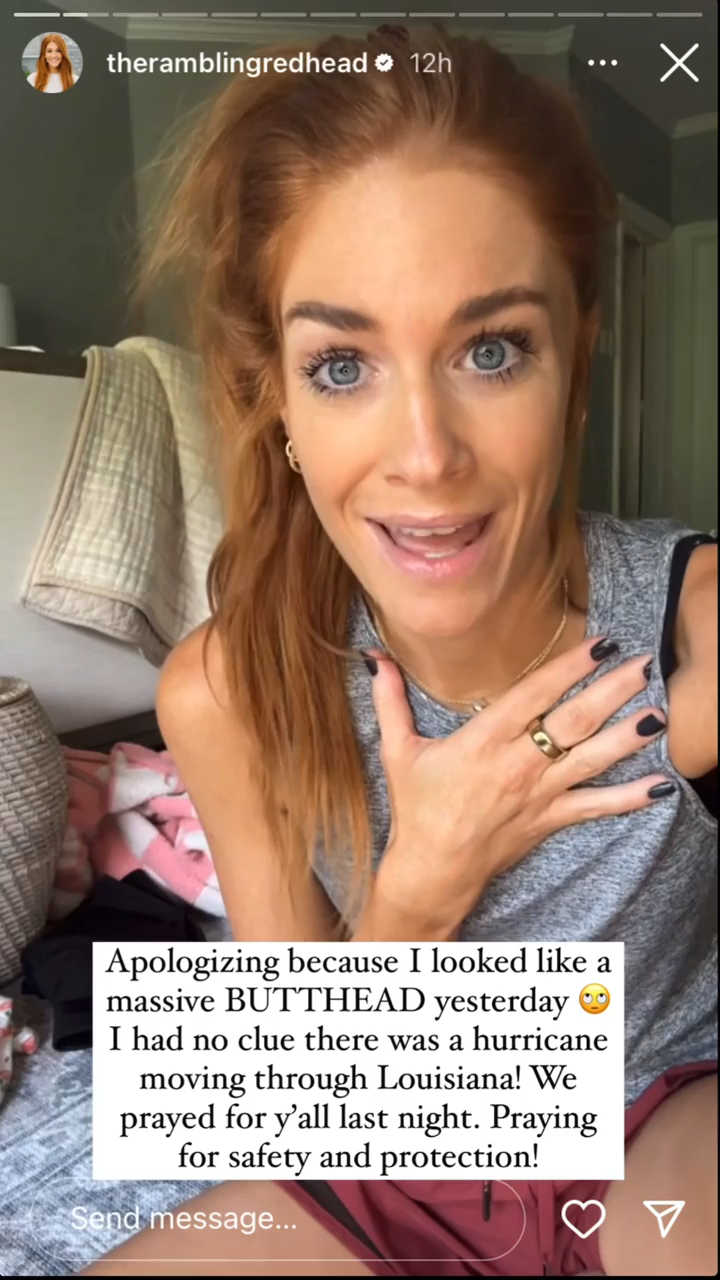 theramblingredhead 12h
Apologizing because I looked like a
massive BUTTHEAD yesterday 🙄
I had no clue there was a hurricane
moving through Louisiana! We
prayed for y’all last night. Praying
for safety and protection!
Send message...